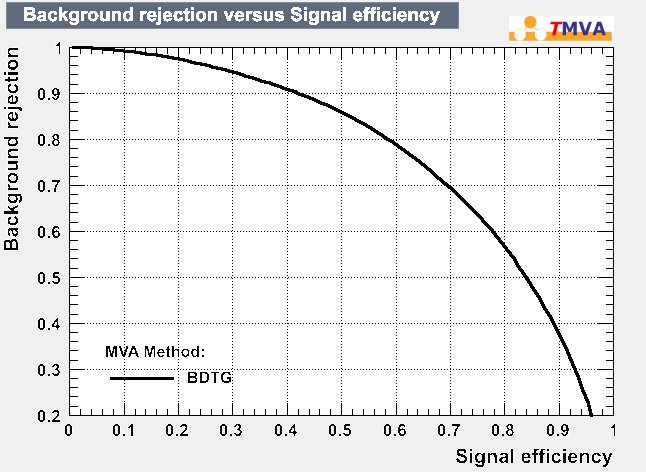 Background rejection versus Signal efficiency
TMVA
Background rejection
1
0.9
0.8
0.7
0.6
0.5
0.4
0.3
0.2
MVA Method:
BDTG
0 0.1 0.2 0.3 0.4 0.5 0.6 0.7 0.8 0.9 1
Signal efficiency